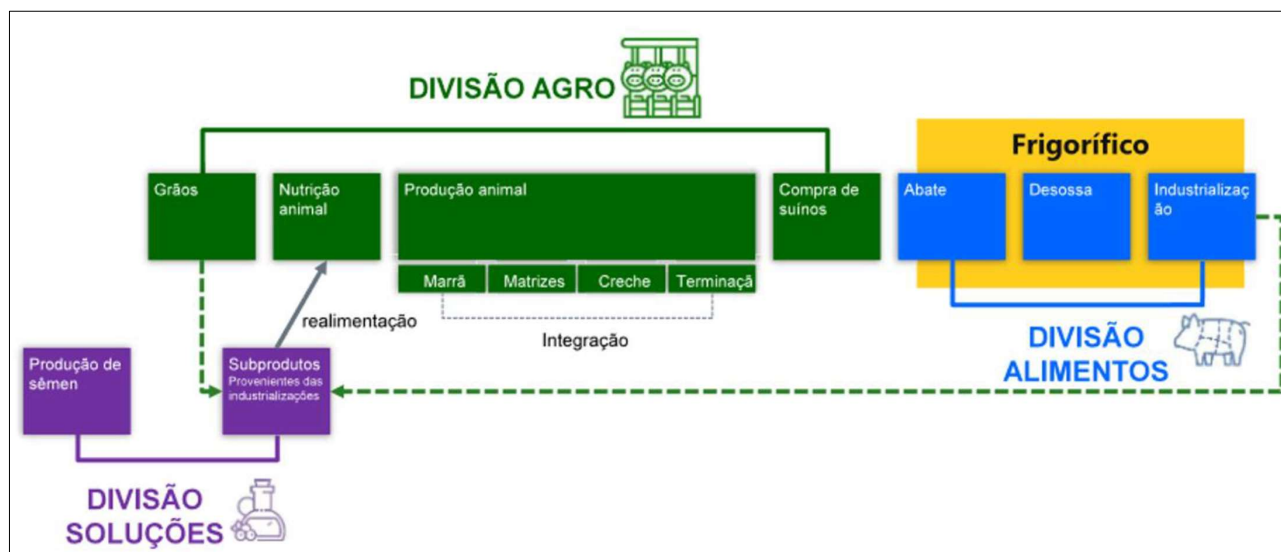 DIVISÃO AGRO
Frigorífico
Grãos
Nutrição
animal
Produção animal
Compra de
suínos
Abate
Desossa
Industrializaç
ão
Marrã
Matrizes
Creche
Terminaçã
realimentação
Integração
DIVISÃO
ALIMENTOS
Produção de
sêmen
Subprodutos
Provenientes das
industrializações
DIVISÃO
SOLUÇÕES